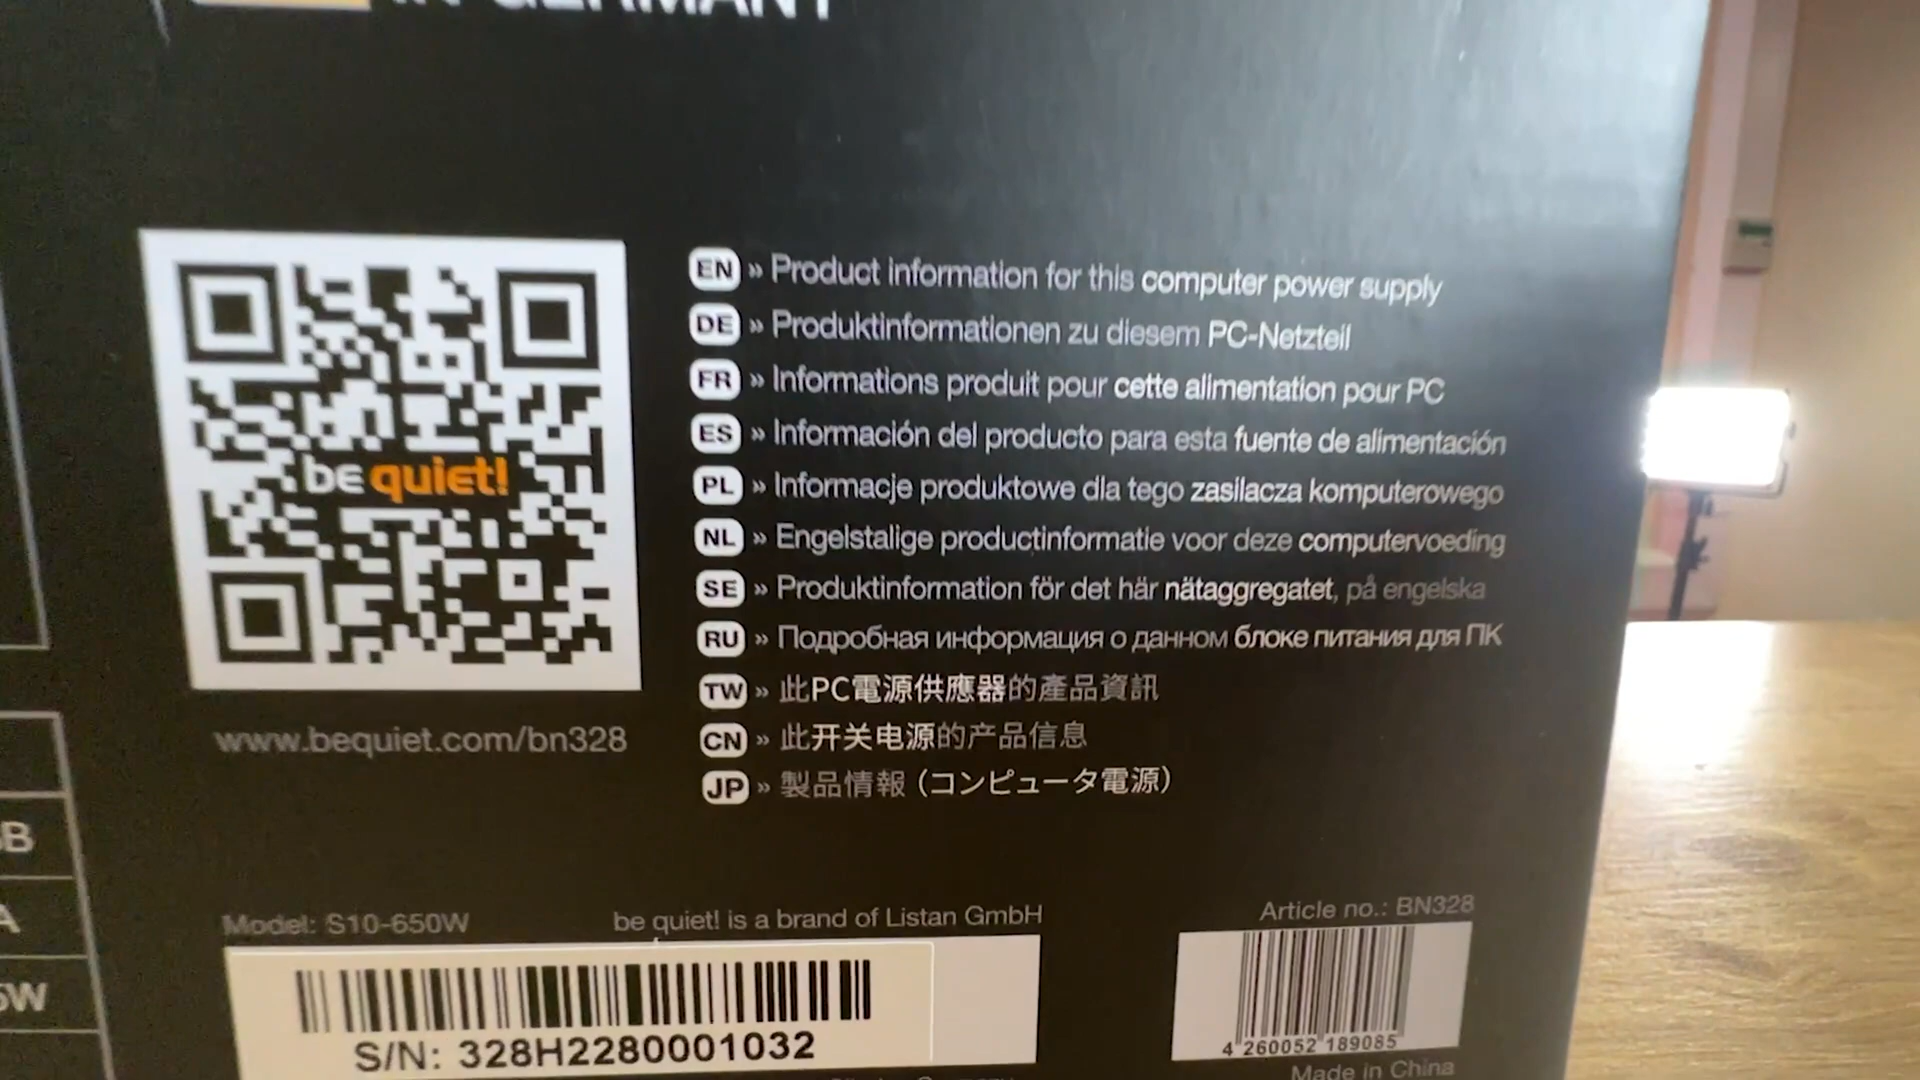 IN GERMANY
be quiet!
EN » Product information for this computer power supply
DE » Produktinformationen zu diesem PC-Netzteil
FR » Informations produit pour cette alimentation pour PC
ES » Información del producto para esta fuente de alimentación
PL » Informacje produktowe dla tego zasilacza komputerowego
NL » Engelstalige productinformatie voor deze computervoeding
SE » Produktinformation för det här nätaggregatet, på engelska
RU » Подробная информация о данном блоке питания для ПК
TW » 此PC電源供應器的產品資訊
CN » 此开关电源的产品信息
JP » 製品情報 (コンピュータ電源)
www.bequiet.com/bn328
Model: S10-650W
be quiet! is a brand of Listan GmbH
Article no.: BN328
S/N: 328H2280001032
4 260052 189085
Made in China